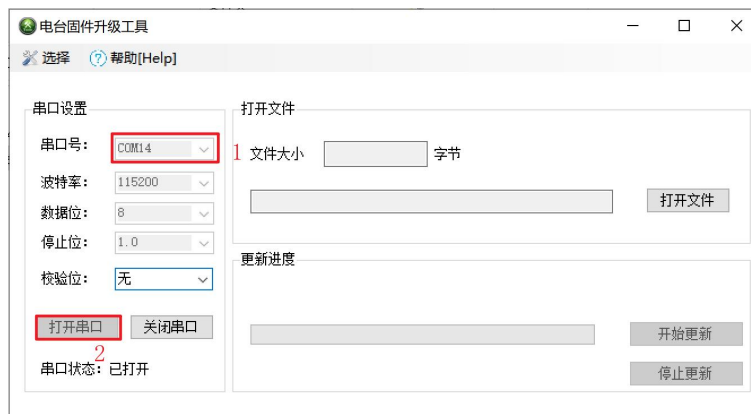 电台固件升级工具
选择 帮助[Help]
串口设置
串口号: COM14 1
波特率: 115200
数据位: 8
停止位: 1.0
校验位: 无
打开串口 关闭串口
2
串口状态: 已打开
打开文件
文件大小 字节
打开文件
更新进度
开始更新
停止更新